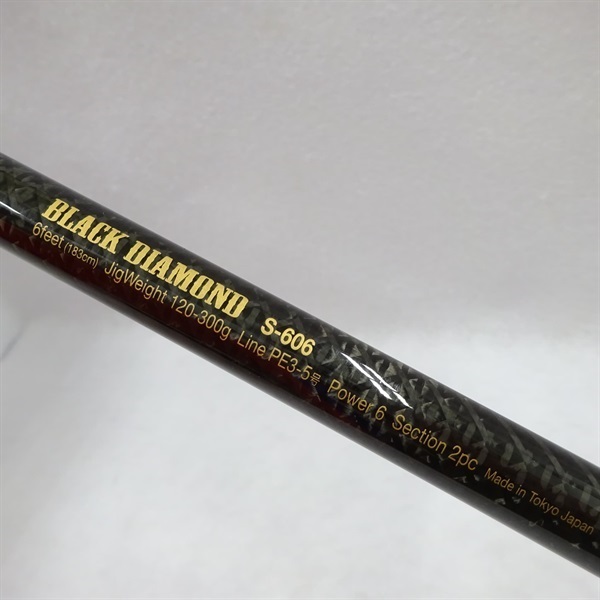 BLACK DIAMOND S-606
6feet(183cm) JigWeight 120-300g Line PE3-5号 Power 6 Section 2pc Made in Tokyo Japan